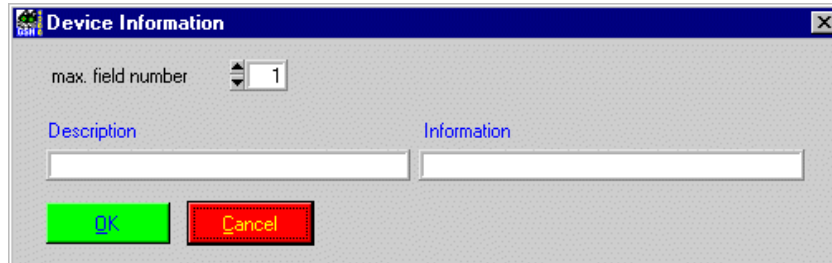 Device Information
max. field number 1
Description Information
OK Cancel